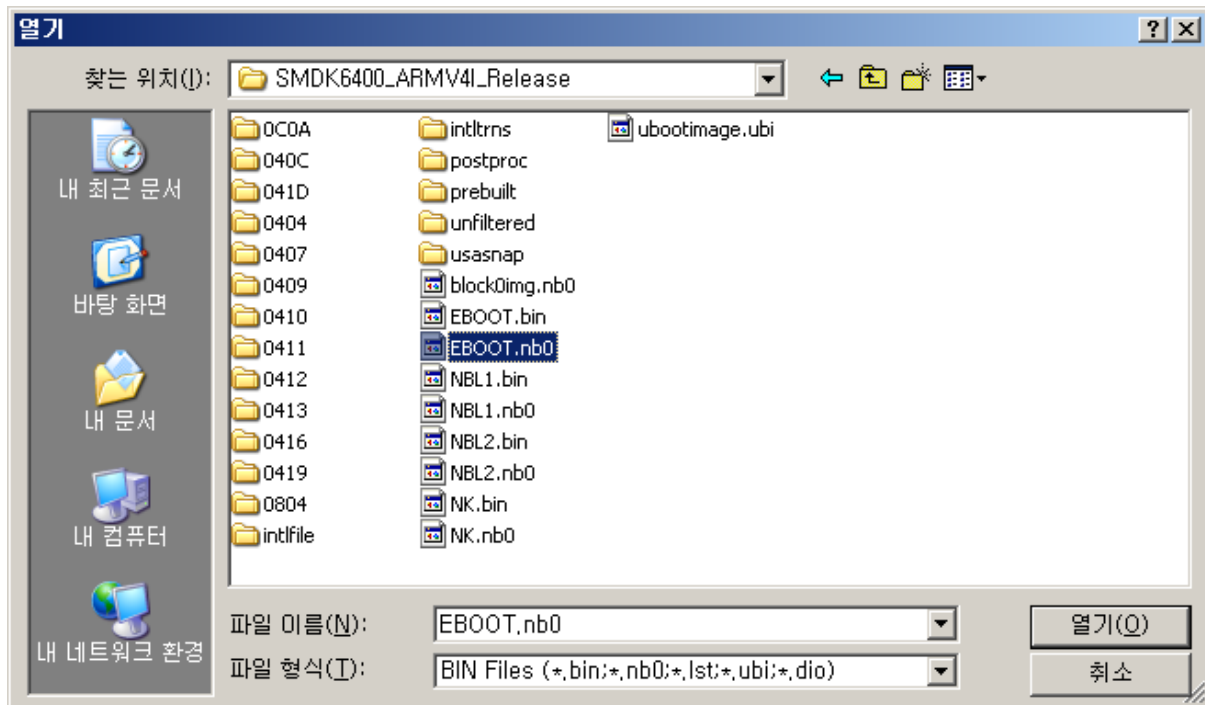 열기
찾는 위치(I):
SMDK6400_ARMV4I_Release
내 최근 문서
바탕 화면
내 문서
내 컴퓨터
내 네트워크 환경
0C0A
040C
041D
0404
0407
0409
0410
0411
0412
0413
0416
0419
0804
intlfile
intltrns
postproc
prebuilt
unfiltered
usasnap
block0img.nb0
EBOOT.bin
EBOOT.nb0
NBL1.bin
NBL1.nb0
NBL2.bin
NBL2.nb0
NK.bin
NK.nb0
ubootimage.ubi
파일 이름(N):
EBOOT.nb0
열기(O)
파일 형식(T):
BIN Files (*.bin;*.nb0;*.lst;*.ubi;*.dio)
취소